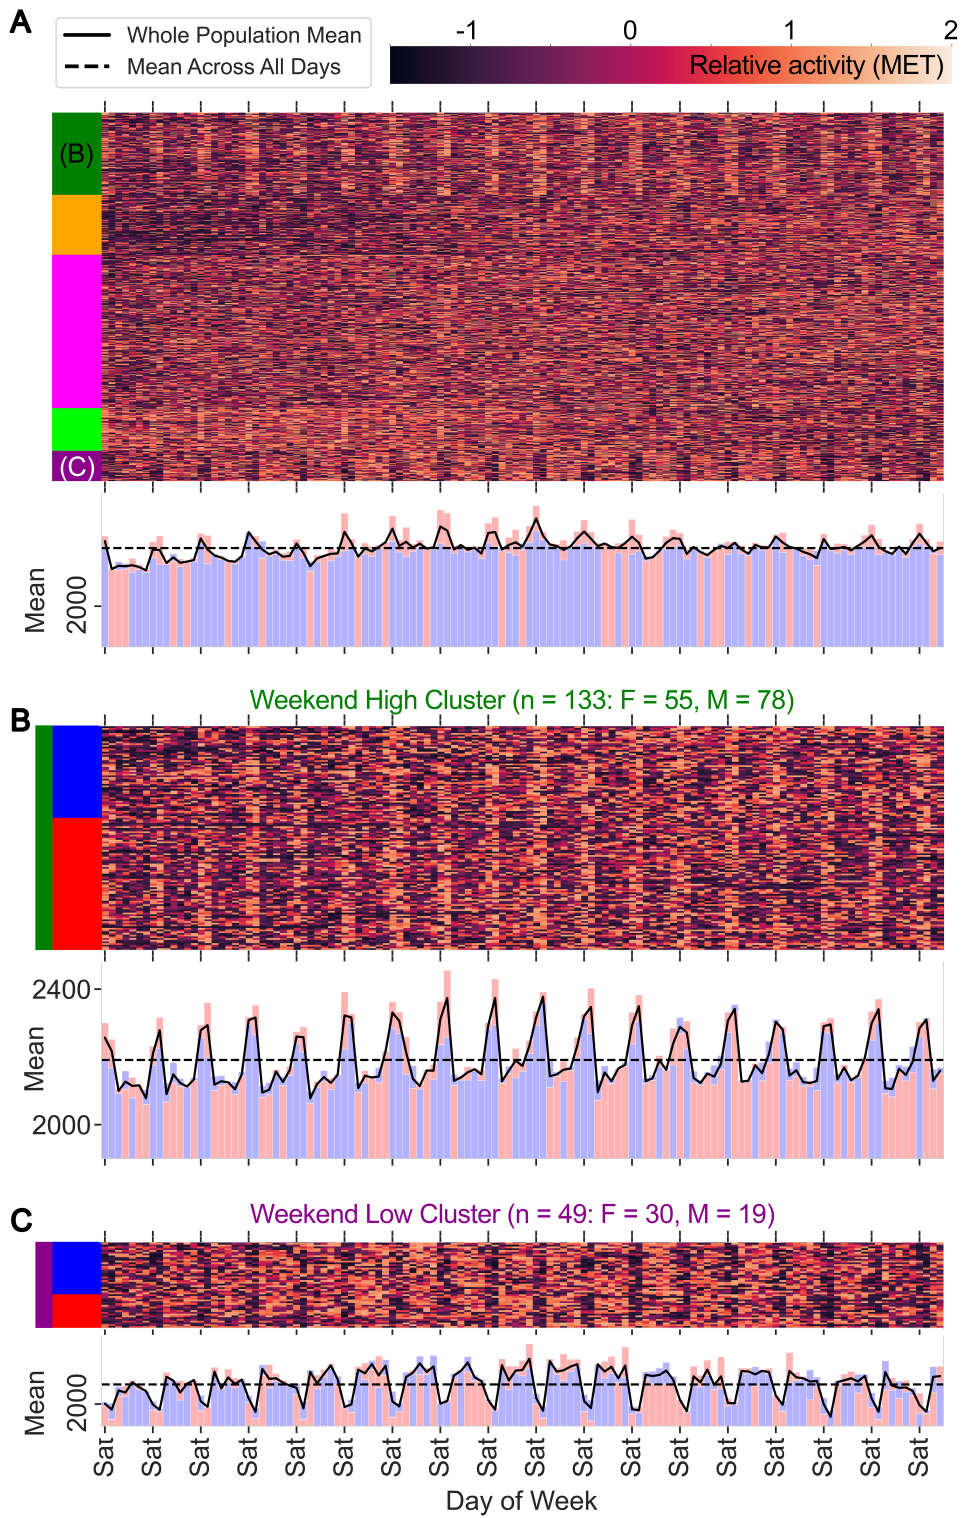 A
Whole Population Mean
Mean Across All Days
-1 0 1 2
Relative activity (MET)
(B)
(C)
Mean
2000
Weekend High Cluster (n = 133: F = 55, M = 78)
B
2400
Mean
2000
Weekend Low Cluster (n = 49: F = 30, M = 19)
C
Mean
2000
Sat Sat Sat Sat Sat Sat Sat Sat Sat Sat Sat Sat Sat Sat Sat Sat Sat Sat
Day of Week